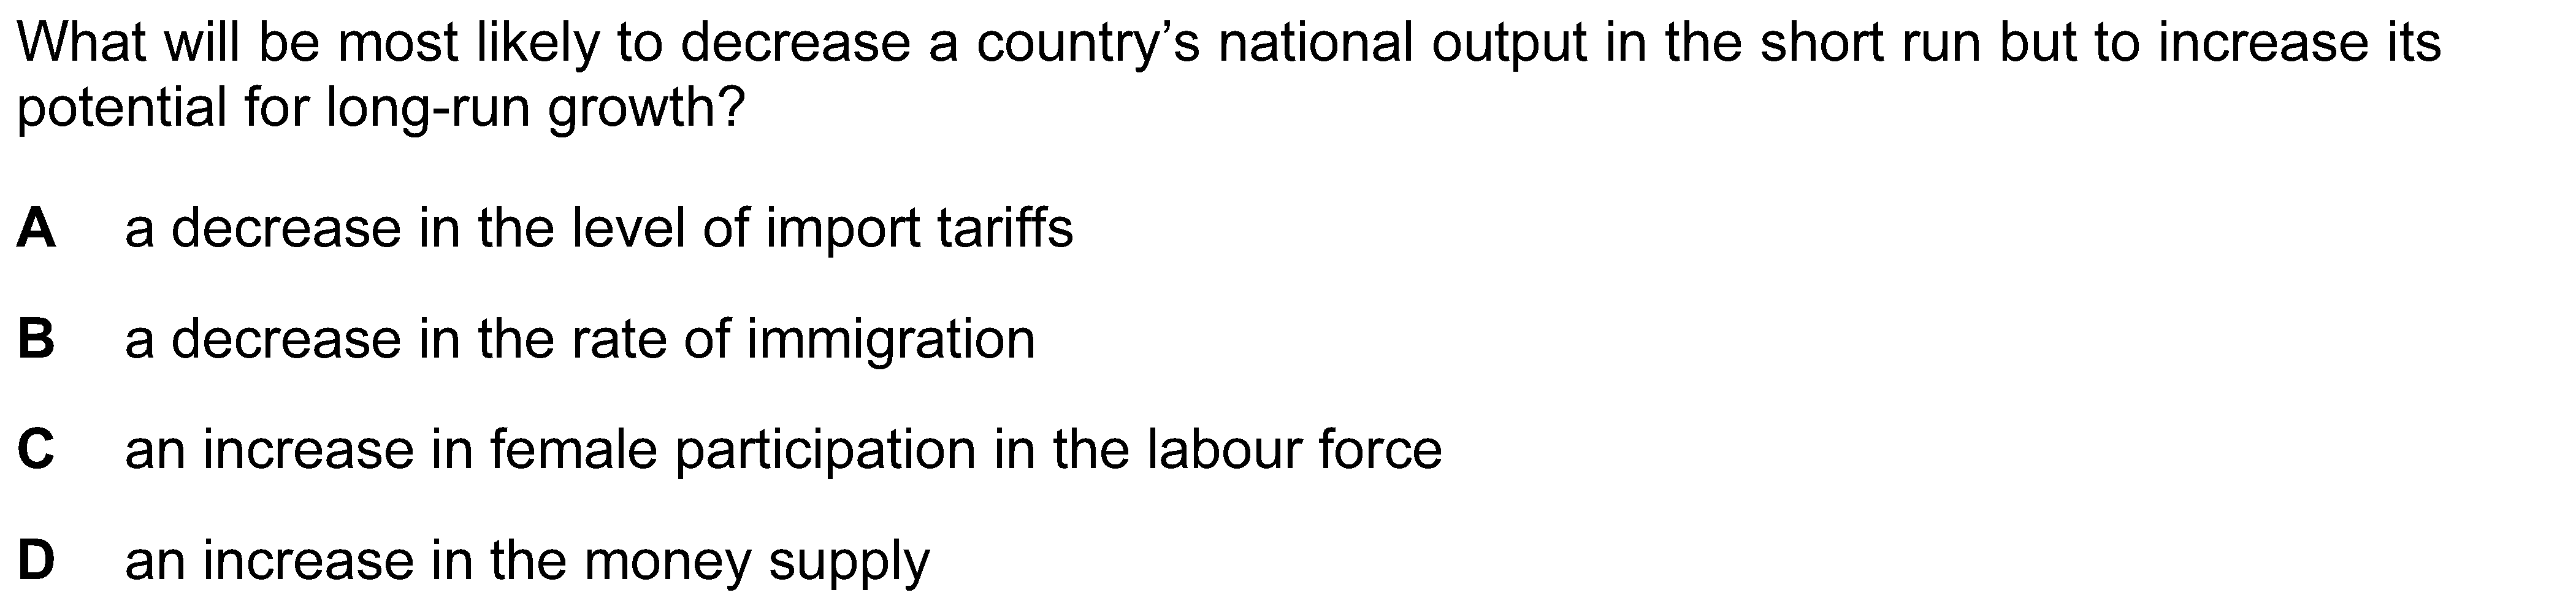 What will be most likely to decrease a country’s national output in the short run but to increase its
potential for long-run growth?
A a decrease in the level of import tariffs
B a decrease in the rate of immigration
C an increase in female participation in the labour force
D an increase in the money supply